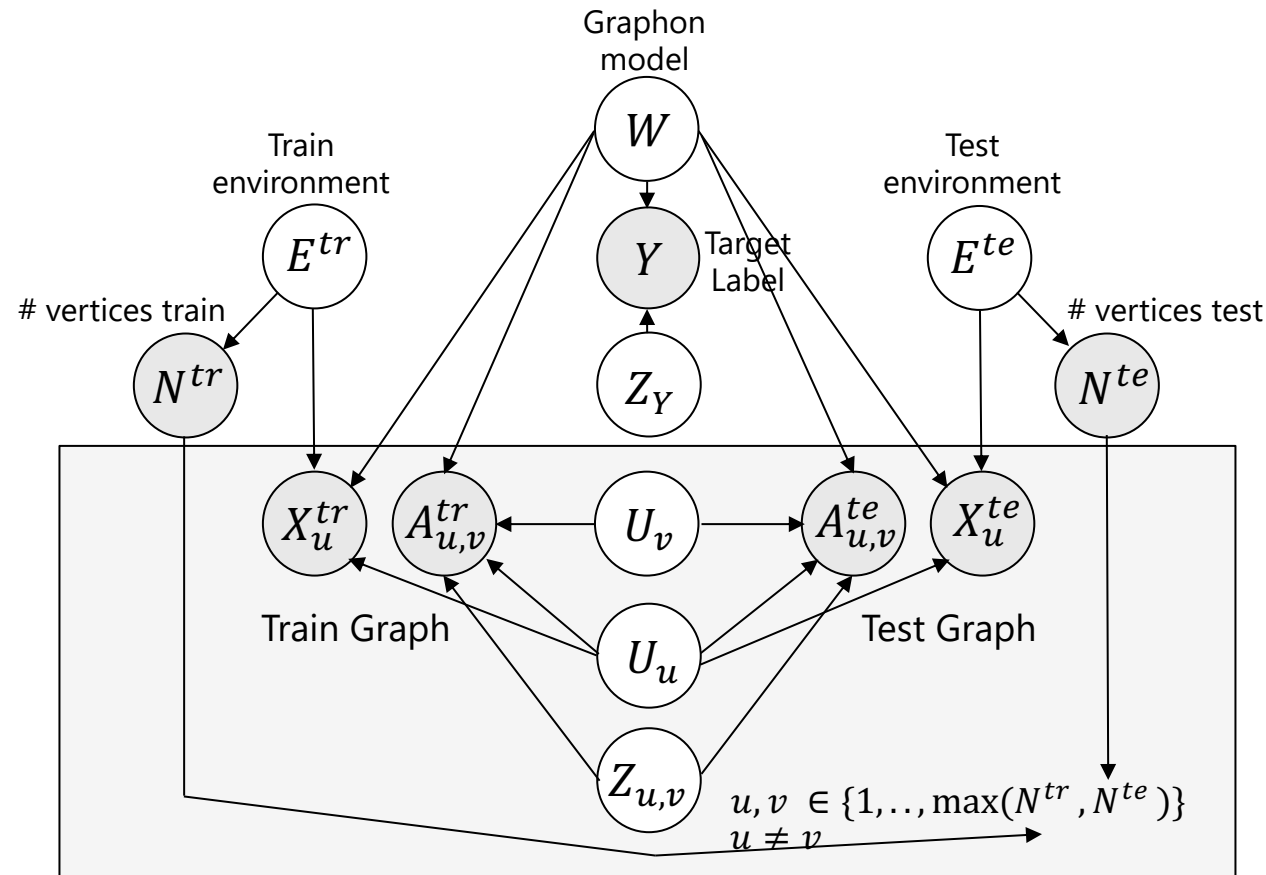 Graphon
model
W
Train
environment
Test
environment
E^{tr}
Y
Target
Label
E^{te}
# vertices train
# vertices test
N^{tr}
Z_Y
N^{te}
X_u^{tr}
A_{u,v}^{tr}
U_v
A_{u,v}^{te}
X_u^{te}
Train Graph
Test Graph
U_u
Z_{u,v}
u, v ∈ {1,..,max(N^{tr},N^{te})}
u ≠ v